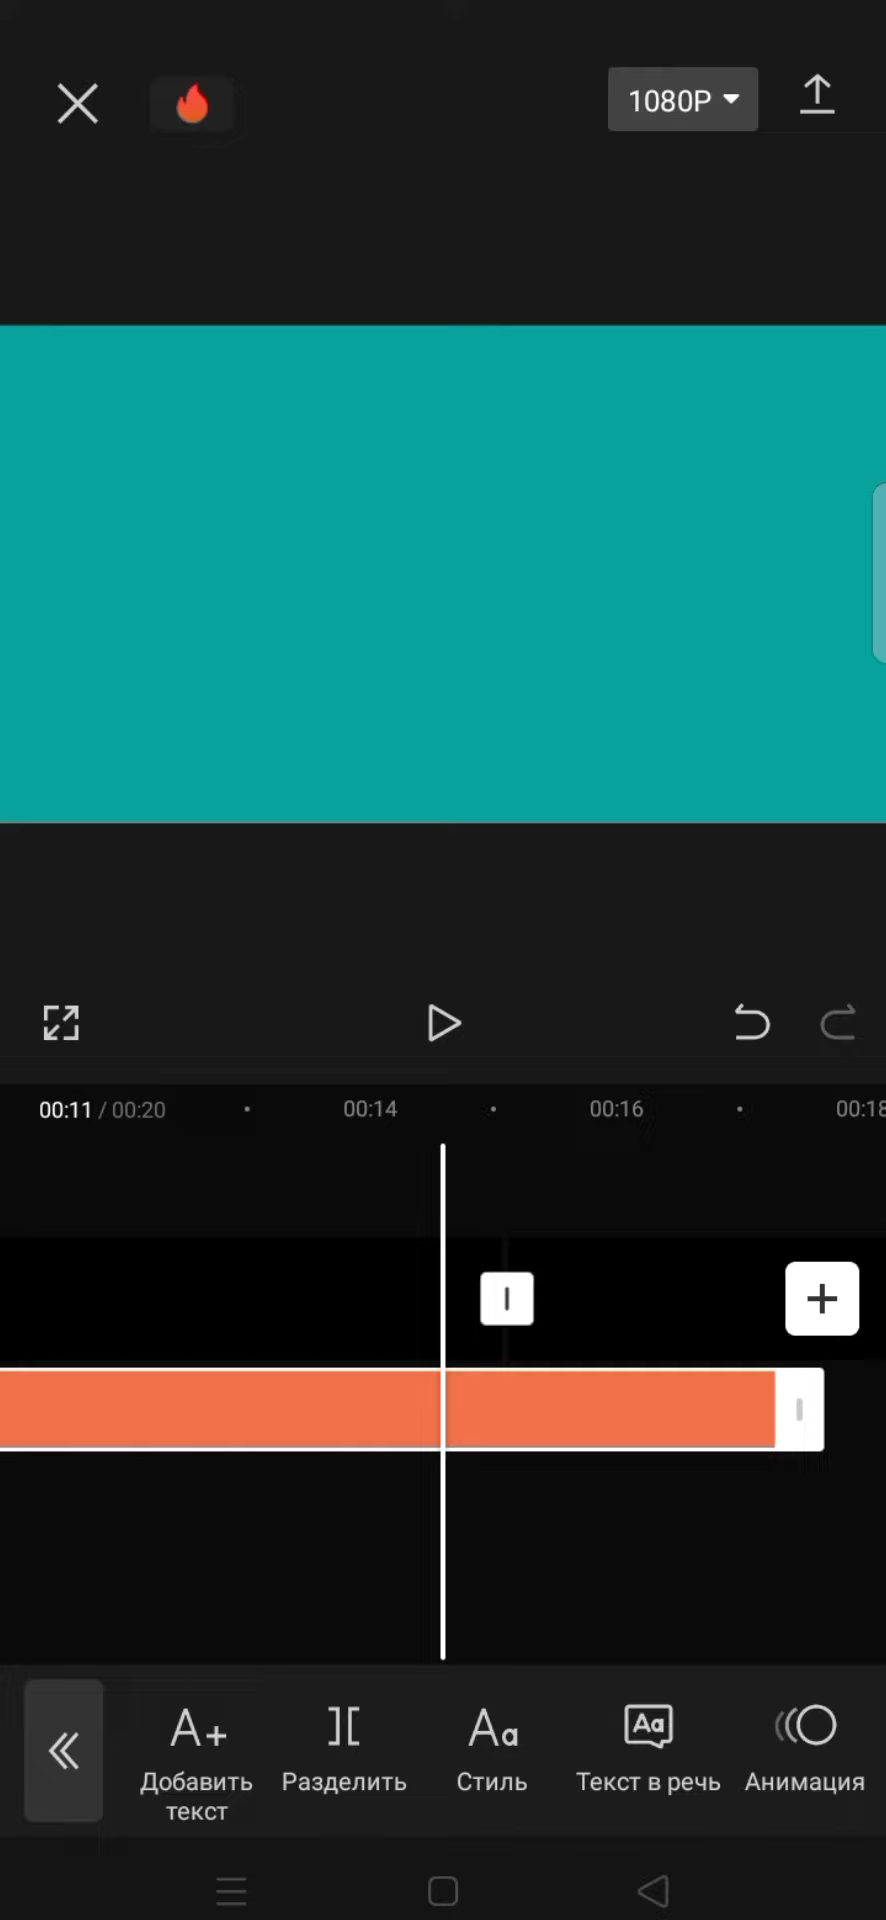 1080P
00:11 / 00:20
00:14
00:16
00:18
Добавить
текст
Разделить
Стиль
Текст в речь
Анимация